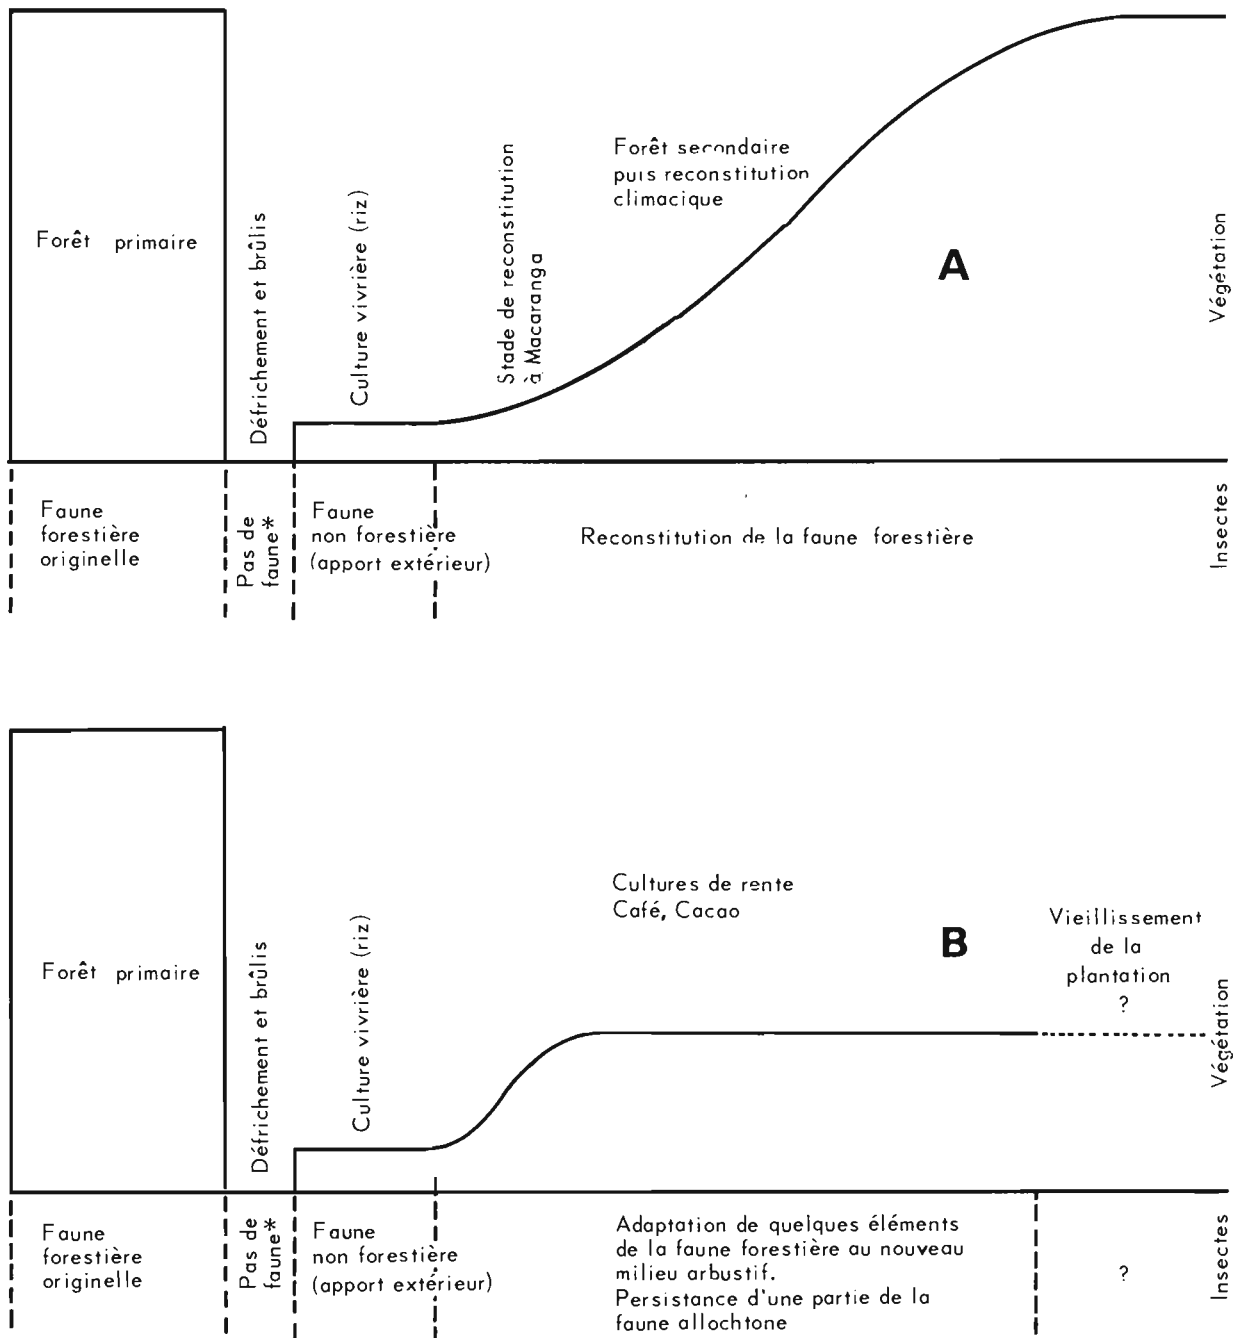 Forêt primaire
Défrichement et brûlis
Culture vivrière (riz)
Stade de reconstitution
à Macaranga
Forêt secondaire
puis reconstitution
climacique
A
Végétation
Faune
forestière
originelle
Pas de
faune*
Faune
non forestière
(apport extérieur)
Reconstitution de la faune forestière
Insectes
Forêt primaire
Défrichement et brûlis
Culture vivrière (riz)
Cultures de rente
Café, Cacao
B
Vieillissement
de la
plantation
?
Végétation
Faune
forestière
originelle
Pas de
faune*
Faune
non forestière
(apport extérieur)
Adaptation de quelques éléments
de la faune forestière au nouveau
milieu arbustif.
Persistance d'une partie de la
faune allochtone
?
Insectes